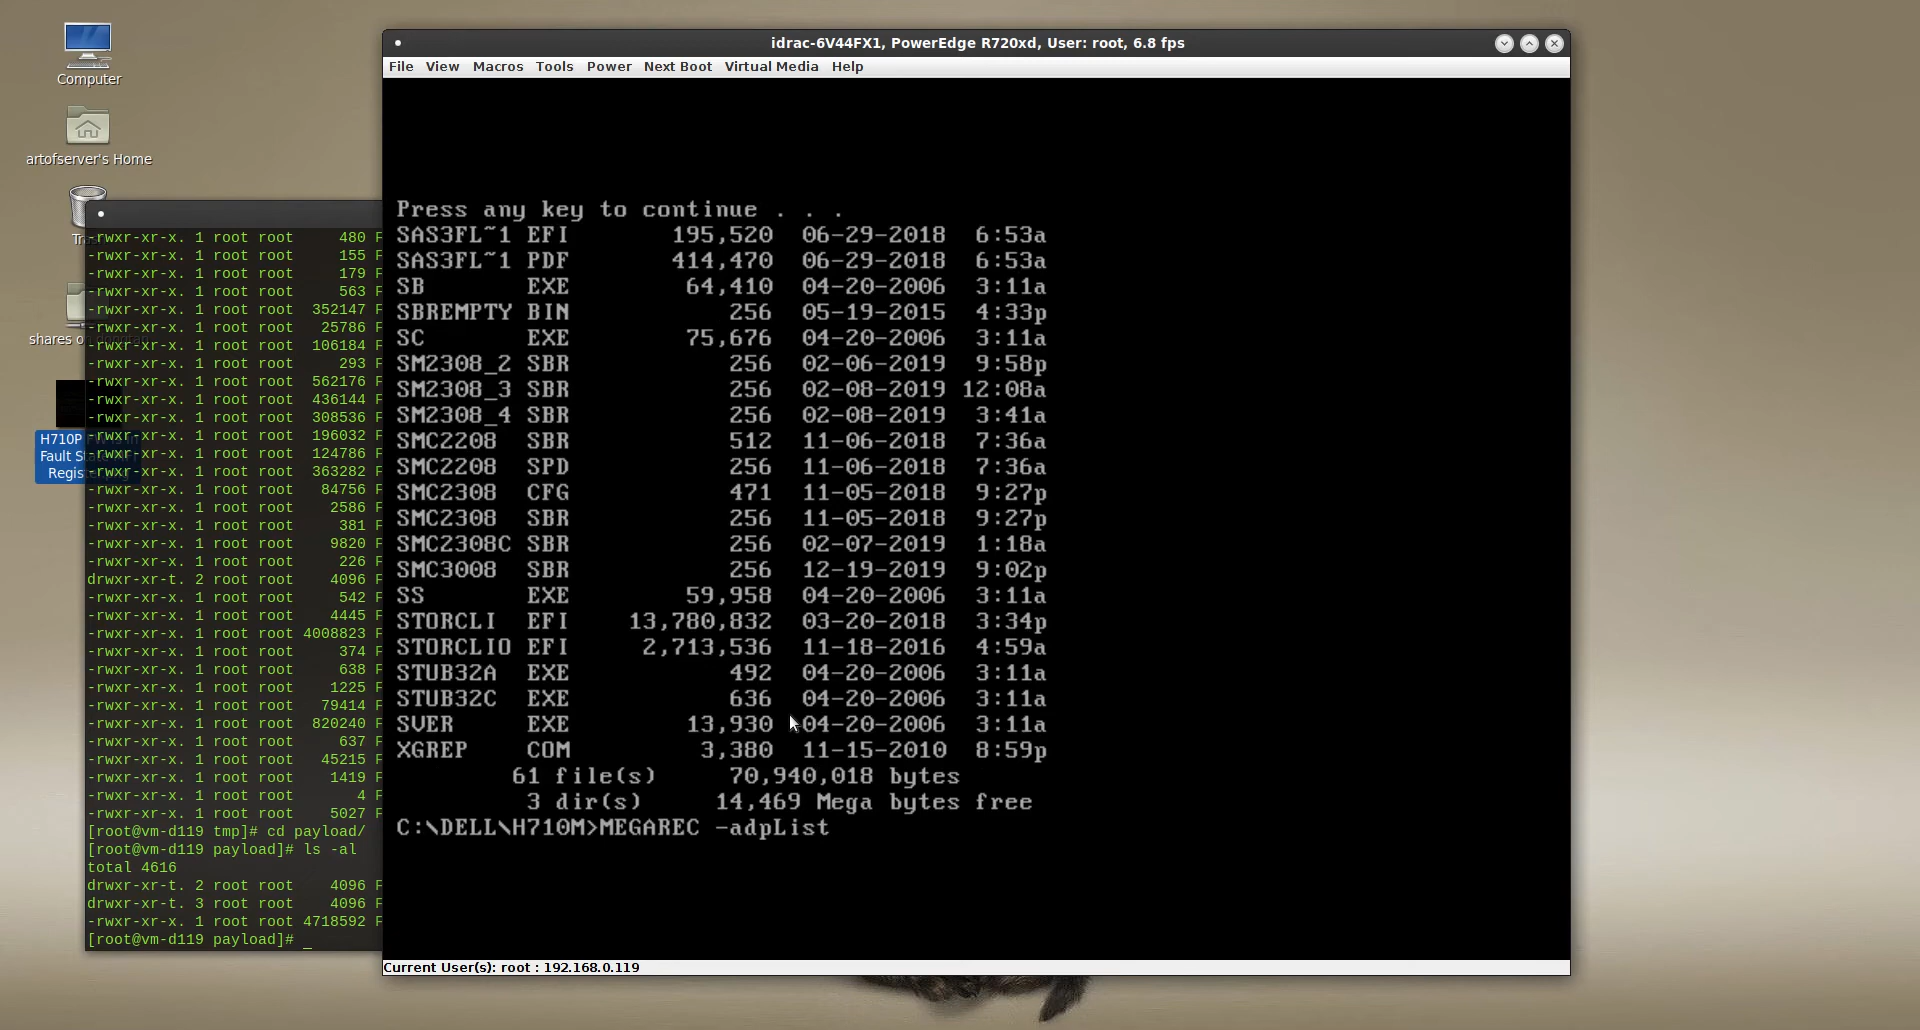 Computer
artofserver's Home
shares on
H710P
Fault St
Regis
-rwxr-xr-x. 1 root root 480 F
-rwxr-xr-x. 1 root root 155 F
-rwxr-xr-x. 1 root root 179 F
-rwxr-xr-x. 1 root root 563 F
-rwxr-xr-x. 1 root root 352147 F
-rwxr-xr-x. 1 root root 25786 F
-rwxr-xr-x. 1 root root 106184 F
-rwxr-xr-x. 1 root root 293 F
-rwxr-xr-x. 1 root root 562176 F
-rwxr-xr-x. 1 root root 436144 F
-rwxr-xr-x. 1 root root 308536 F
-rwxr-xr-x. 1 root root 196032 F
-rwxr-xr-x. 1 root root 124786 F
-rwxr-xr-x. 1 root root 363282 F
-rwxr-xr-x. 1 root root 84756 F
-rwxr-xr-x. 1 root root 2586 F
-rwxr-xr-x. 1 root root 381 F
-rwxr-xr-x. 1 root root 9820 F
-rwxr-xr-x. 1 root root 226 F
drwxr-xr-t. 2 root root 4096 F
-rwxr-xr-x. 1 root root 542 F
-rwxr-xr-x. 1 root root 4445 F
-rwxr-xr-x. 1 root root 4008823 F
-rwxr-xr-x. 1 root root 374 F
-rwxr-xr-x. 1 root root 638 F
-rwxr-xr-x. 1 root root 1225 F
-rwxr-xr-x. 1 root root 79414 F
-rwxr-xr-x. 1 root root 820240 F
-rwxr-xr-x. 1 root root 637 F
-rwxr-xr-x. 1 root root 45215 F
-rwxr-xr-x. 1 root root 1419 F
-rwxr-xr-x. 1 root root 4 F
-rwxr-xr-x. 1 root root 5027 F
[root@vm-d119 tmp]# cd payload/
[root@vm-d119 payload]# ls -al
total 4616
drwxr-xr-t. 2 root root 4096 F
drwxr-xr-t. 3 root root 4096 F
-rwxr-xr-x. 1 root root 4718592 F
[root@vm-d119 payload]# _
idrac-6V44FX1, PowerEdge R720xd, User: root, 6.8 fps
File View Macros Tools Power Next Boot Virtual Media Help
Press any key to continue . . .
SAS3FL~1 EFI 195,520 06-29-2018 6:53a
SAS3FL~1 PDF 414,470 06-29-2018 6:53a
SB EXE 64,410 04-20-2006 3:11a
SBREMPTY BIN 256 05-19-2015 4:33p
SC EXE 75,676 04-20-2006 3:11a
SM2308_2 SBR 256 02-06-2019 9:58p
SM2308_3 SBR 256 02-08-2019 12:08a
SM2308_4 SBR 256 02-08-2019 3:41a
SMC2208 SBR 512 11-06-2018 7:36a
SMC2208 SPD 256 11-06-2018 7:36a
SMC2308 CFG 471 11-05-2018 9:27p
SMC2308 SBR 256 11-05-2018 9:27p
SMC2308C SBR 256 02-07-2019 1:18a
SMC3008 SBR 256 12-19-2019 9:02p
SS EXE 59,958 04-20-2006 3:11a
STORCLI EFI 13,780,832 03-20-2018 3:34p
STORCLIO EFI 2,713,536 11-18-2016 4:59a
STUB32A EXE 492 04-20-2006 3:11a
STUB32C EXE 636 04-20-2006 3:11a
SVER EXE 13,930 04-20-2006 3:11a
XGREP COM 3,380 11-15-2010 8:59p
61 file(s) 70,940,018 bytes
3 dir(s) 14,469 Mega bytes free
C:\DELL\H710M>MEGAREC -adpList
Current User(s): root : 192.168.0.119